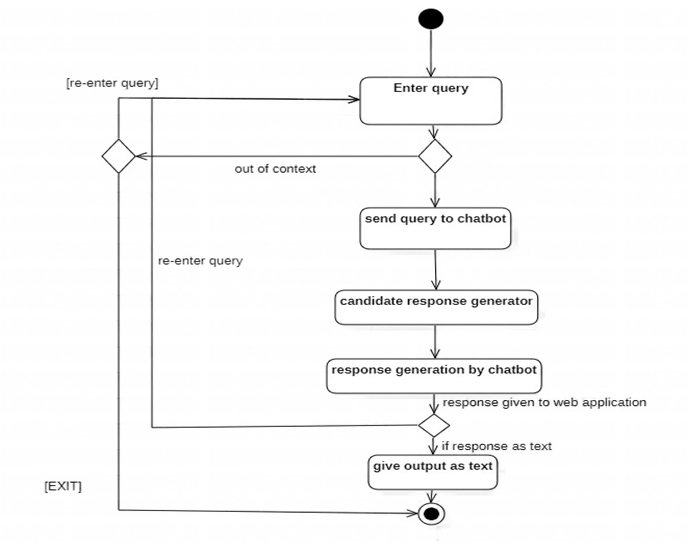 [re-enter query]
Enter query
out of context
send query to chatbot
re-enter query
candidate response generator
response generation by chatbot
response given to web application
if response as text
give output as text
[EXIT]